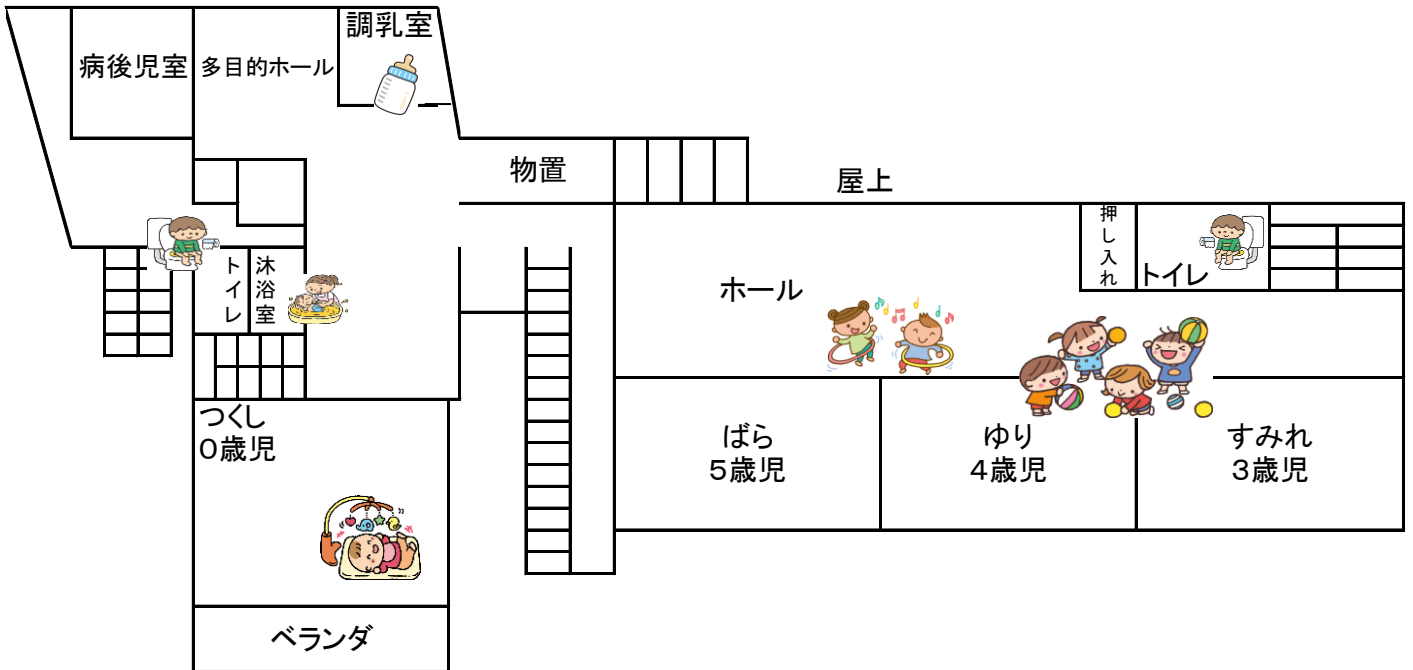 調乳室
病後児室
多目的ホール
物置
屋上
押し入れ
トイレ
トイレ
沐浴室
ホール
つくし
0歳児
ばら
5歳児
ゆり
4歳児
すみれ
3歳児
ベランダ